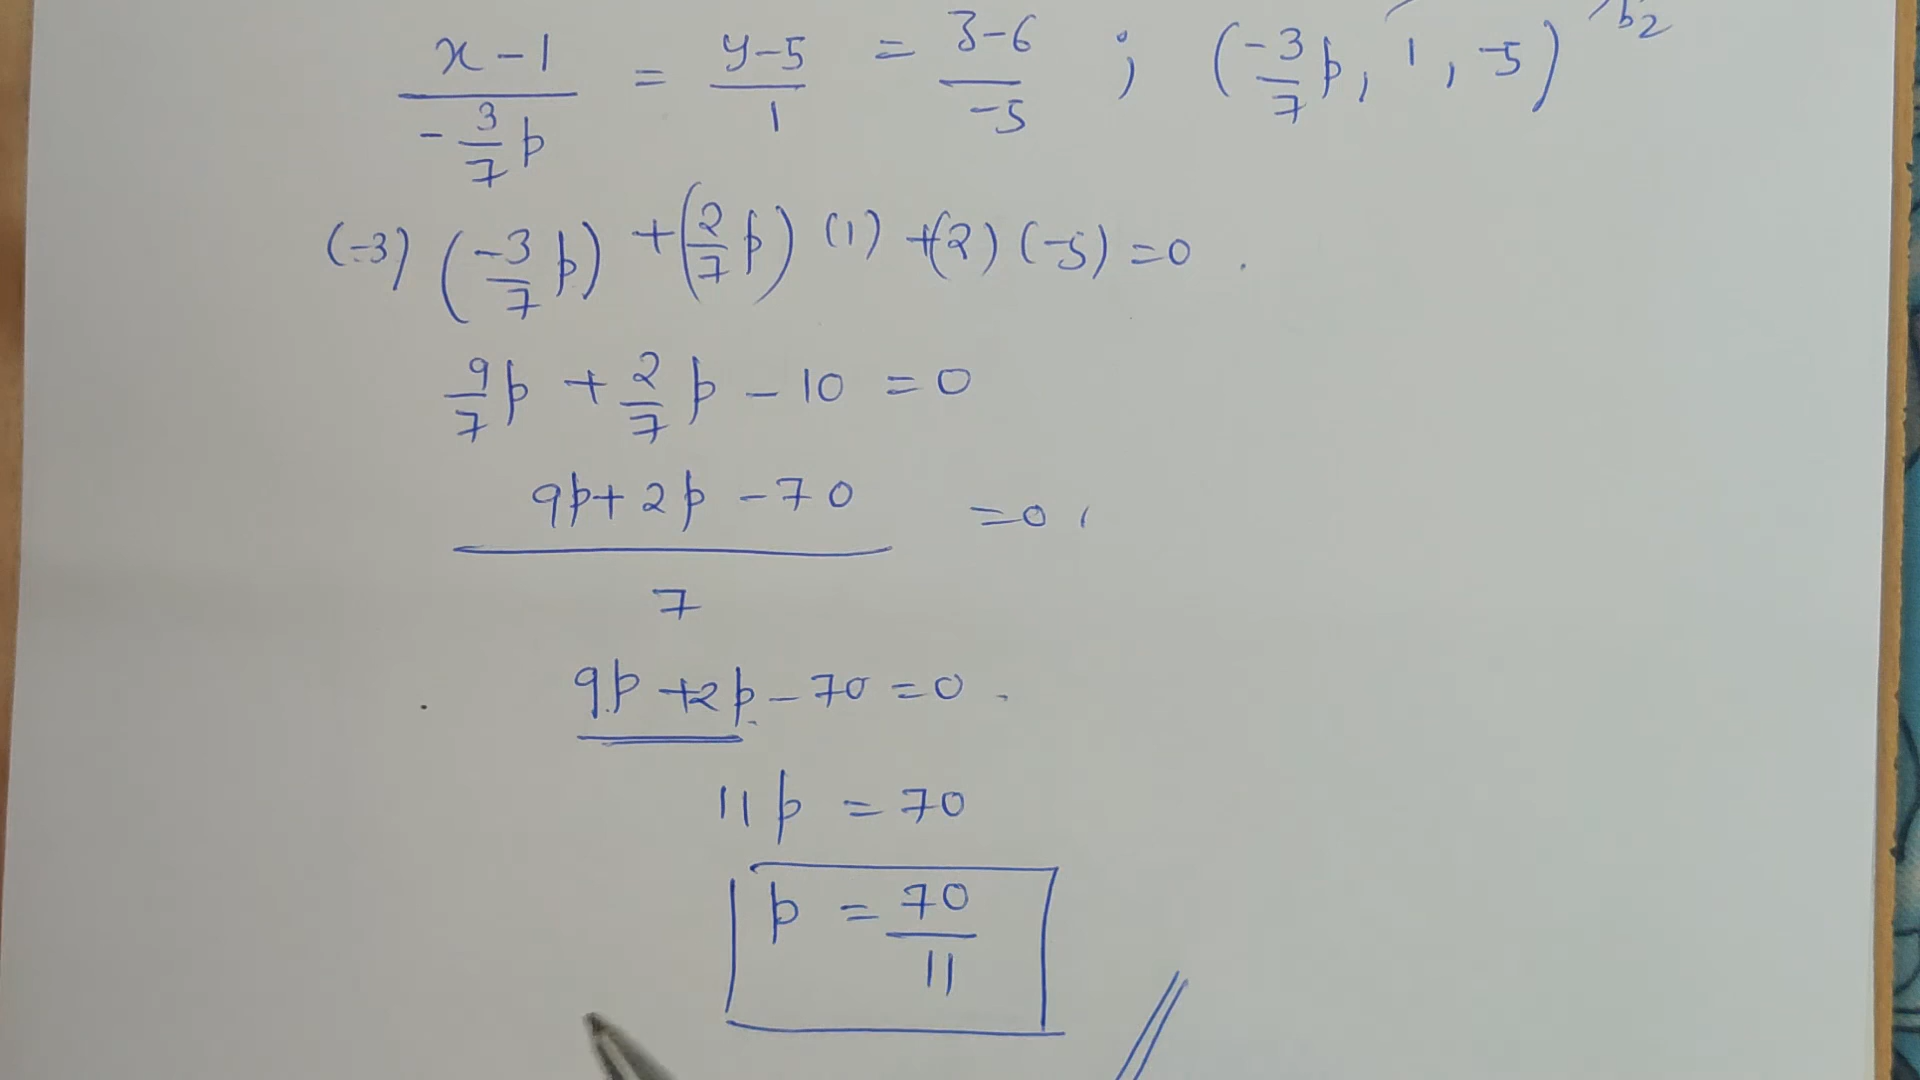 b2
(x-1)/(-3/7 p) = (y-5)/1 = (z-6)/(-5) ; (-3/7 p, 1, -5)
(-3) (-3/7 p) + (2/7 p) (1) + (2) (-5) = 0 .
9/7 p + 2/7 p - 10 = 0
(9p + 2p - 70)/7 = 0 ,
9p + 2p - 70 = 0 .
11p = 70
p = 70/11